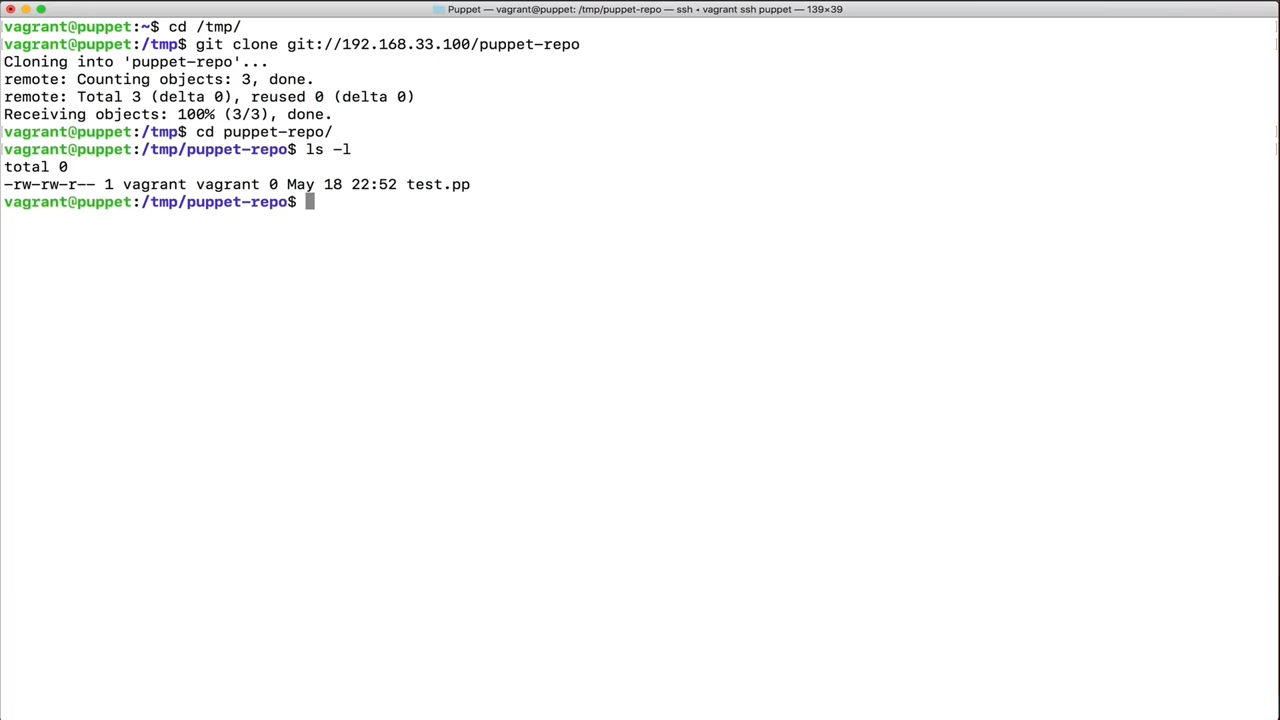 Puppet — vagrant@puppet: /tmp/puppet-repo — ssh ◂ vagrant ssh puppet — 139×39
vagrant@puppet:~$ cd /tmp/
vagrant@puppet:/tmp$ git clone git://192.168.33.100/puppet-repo
Cloning into 'puppet-repo'...
remote: Counting objects: 3, done.
remote: Total 3 (delta 0), reused 0 (delta 0)
Receiving objects: 100% (3/3), done.
vagrant@puppet:/tmp$ cd puppet-repo/
vagrant@puppet:/tmp/puppet-repo$ ls -l
total 0
-rw-rw-r-- 1 vagrant vagrant 0 May 18 22:52 test.pp
vagrant@puppet:/tmp/puppet-repo$